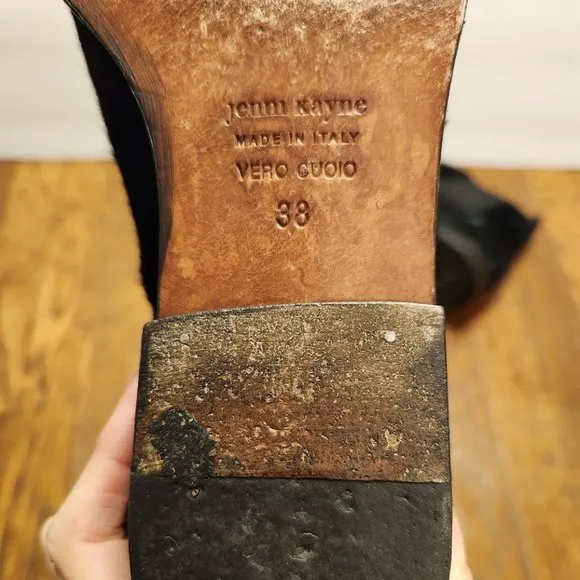 jenni kayne
MADE IN ITALY
VERO CUOIO
38